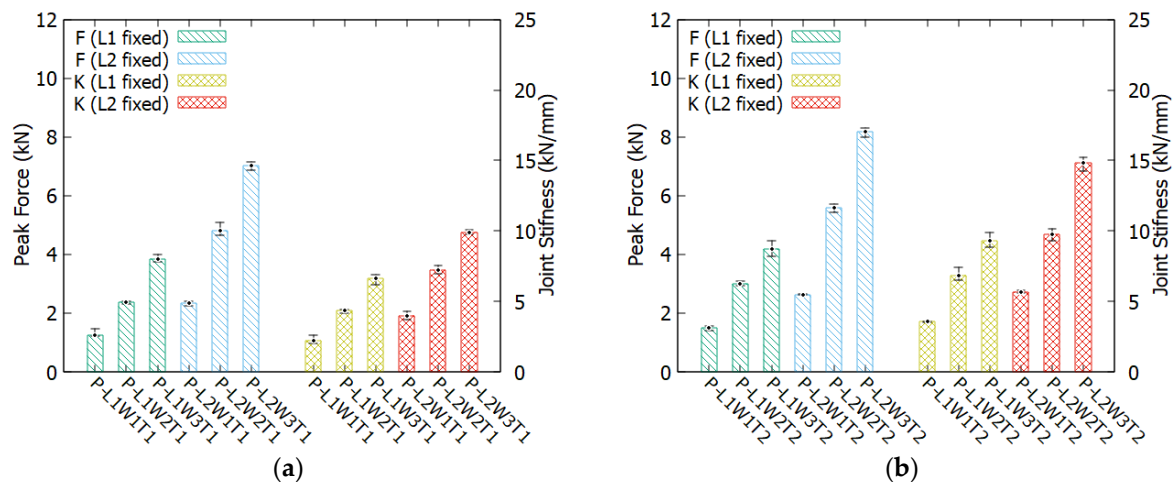 12
10
8
6
4
2
0
Peak Force (kN)
F (L1 fixed)
F (L2 fixed)
K (L1 fixed)
K (L2 fixed)
25
20
15
10
5
0
Joint Stifness (kN/mm)
P-L1W1T1
P-L1W2T1
P-L1W3T1
P-L2W1T1
P-L2W2T1
P-L2W3T1
P-L1W1T1
P-L1W2T1
P-L1W3T1
P-L2W1T1
P-L2W2T1
P-L2W3T1
(a)
12
10
8
6
4
2
0
Peak Force (kN)
F (L1 fixed)
F (L2 fixed)
K (L1 fixed)
K (L2 fixed)
25
20
15
10
5
0
Joint Stifness (kN/mm)
P-L1W1T2
P-L1W2T2
P-L1W3T2
P-L2W1T2
P-L2W2T2
P-L2W3T2
P-L1W1T2
P-L1W2T2
P-L1W3T2
P-L2W1T2
P-L2W2T2
P-L2W3T2
(b)